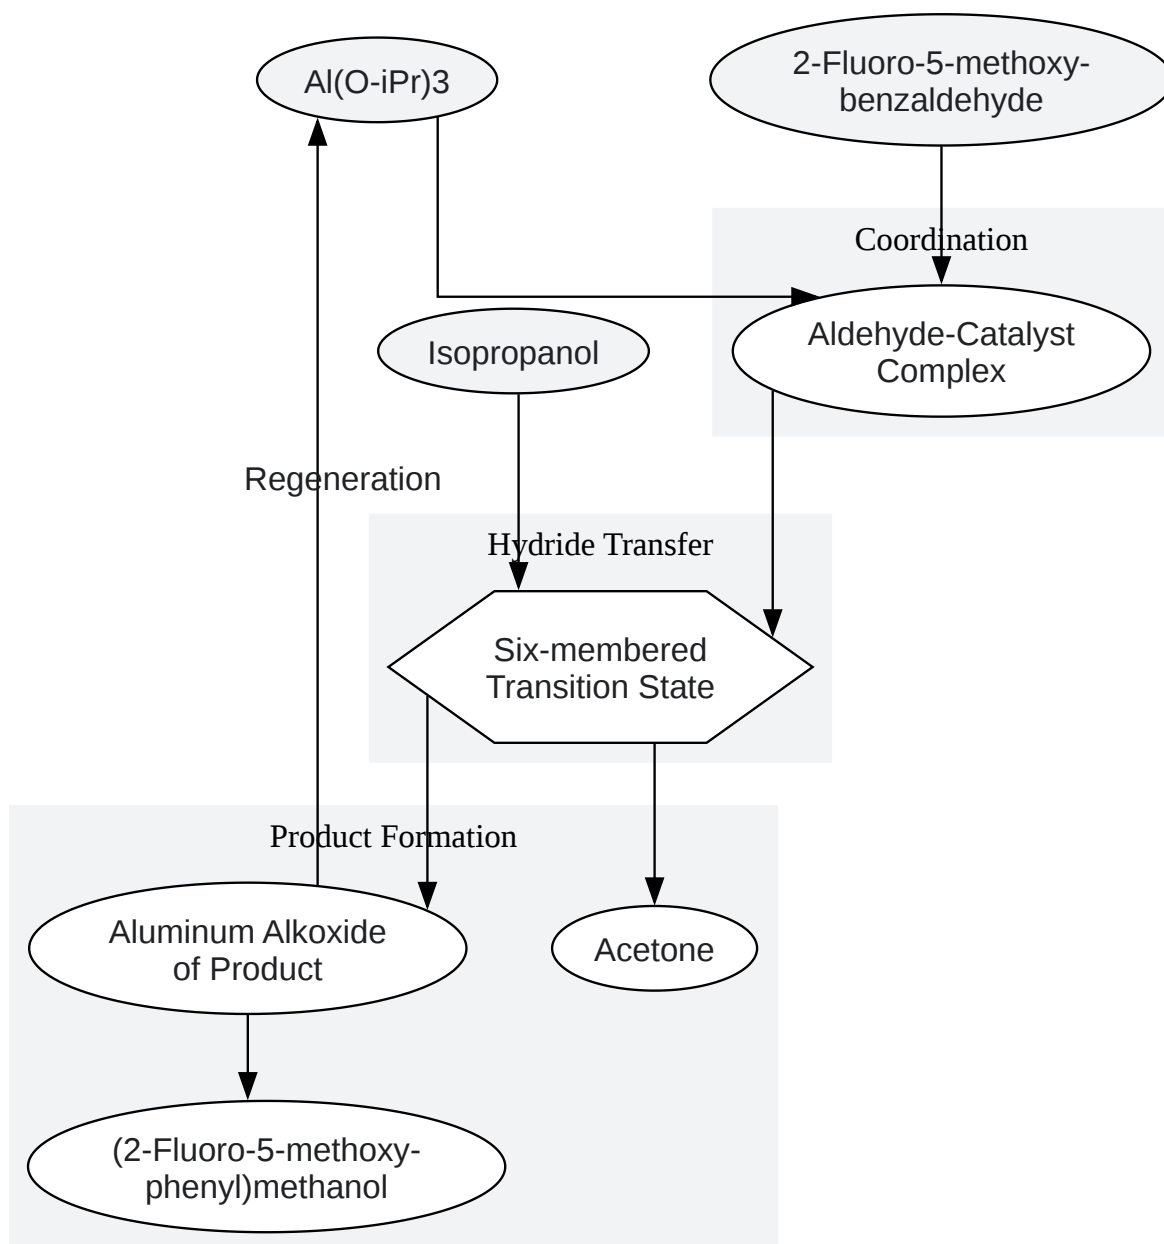 Al(O-iPr)3
2-Fluoro-5-methoxy-
benzaldehyde
Coordination
Aldehyde-Catalyst
Complex
Isopropanol
Regeneration
Hydride Transfer
Six-membered
Transition State
Product Formation
Aluminum Alkoxide
of Product
Acetone
(2-Fluoro-5-methoxy-
phenyl)methanol